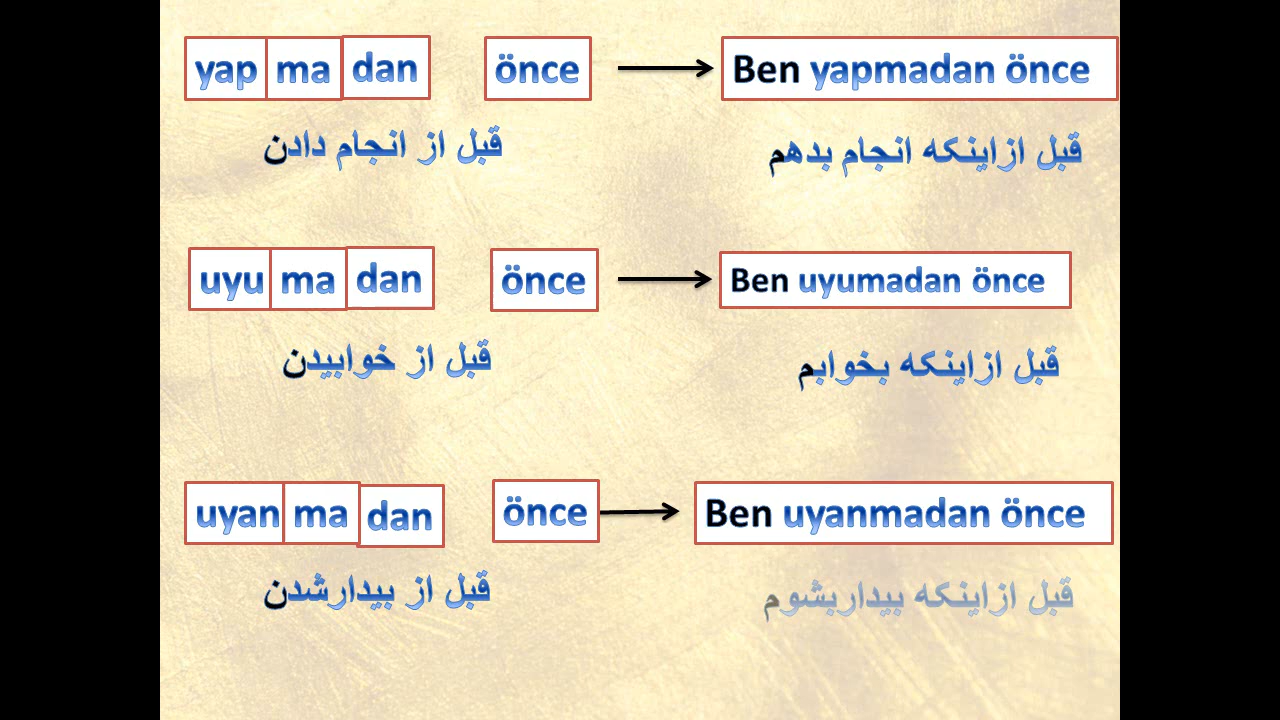 yap ma dan önce Ben yapmadan önce
قبل از انجام دادن قبل ازاینکه انجام بدهم
uyu ma dan önce Ben uyumadan önce
قبل از خوابیدن قبل ازاینکه بخوابم
uyan ma dan önce Ben uyanmadan önce
قبل از بیدارشدن قبل ازاینکه بیداربشوم